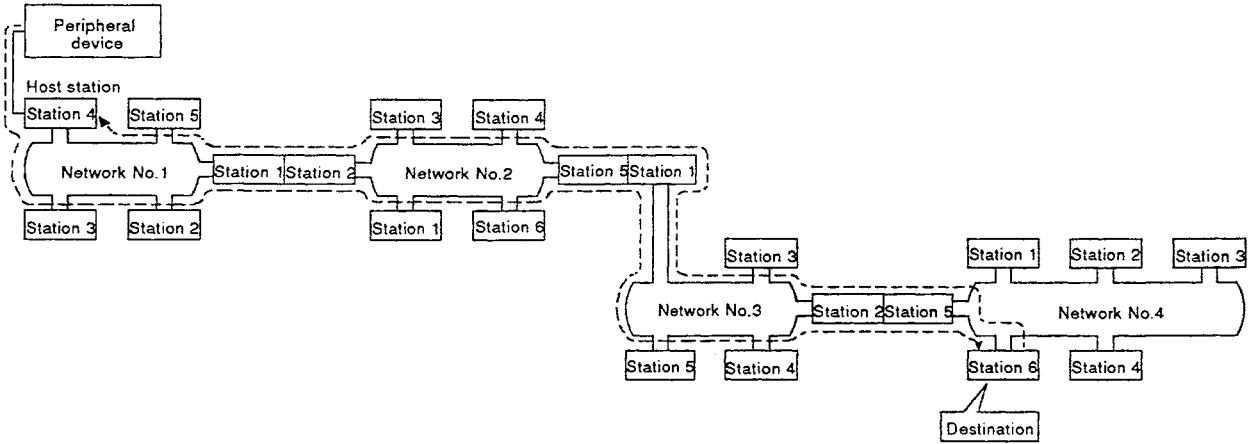 Peripheral
device
Host station
Station 4
Station 5
Station 3
Station 4
Network No.1
Station 1
Station 2
Network No.2
Station 5
Station 1
Station 3
Station 2
Station 1
Station 6
Station 3
Station 1
Station 2
Station 3
Network No.3
Station 2
Station 5
Network No.4
Station 5
Station 4
Station 6
Station 4
Destination